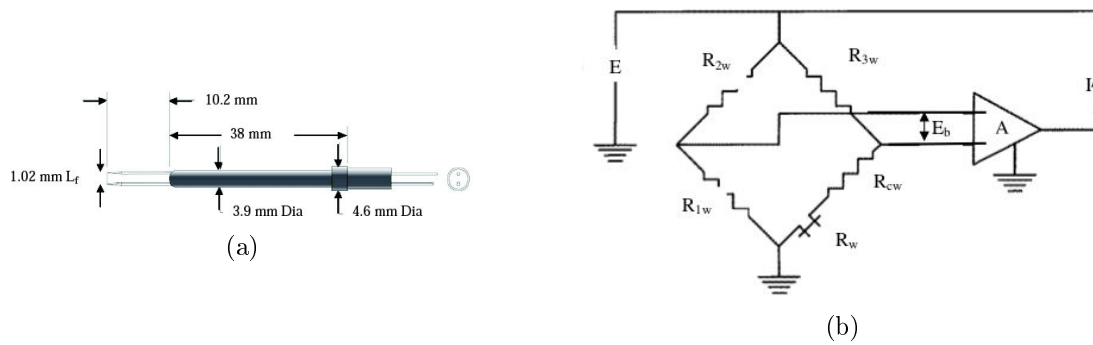 10.2 mm
38 mm
1.02 mm L_f
3.9 mm Dia
4.6 mm Dia
(a)
E
R_2w
R_3w
E_b
A
R_1w
R_cw
R_w
(b)